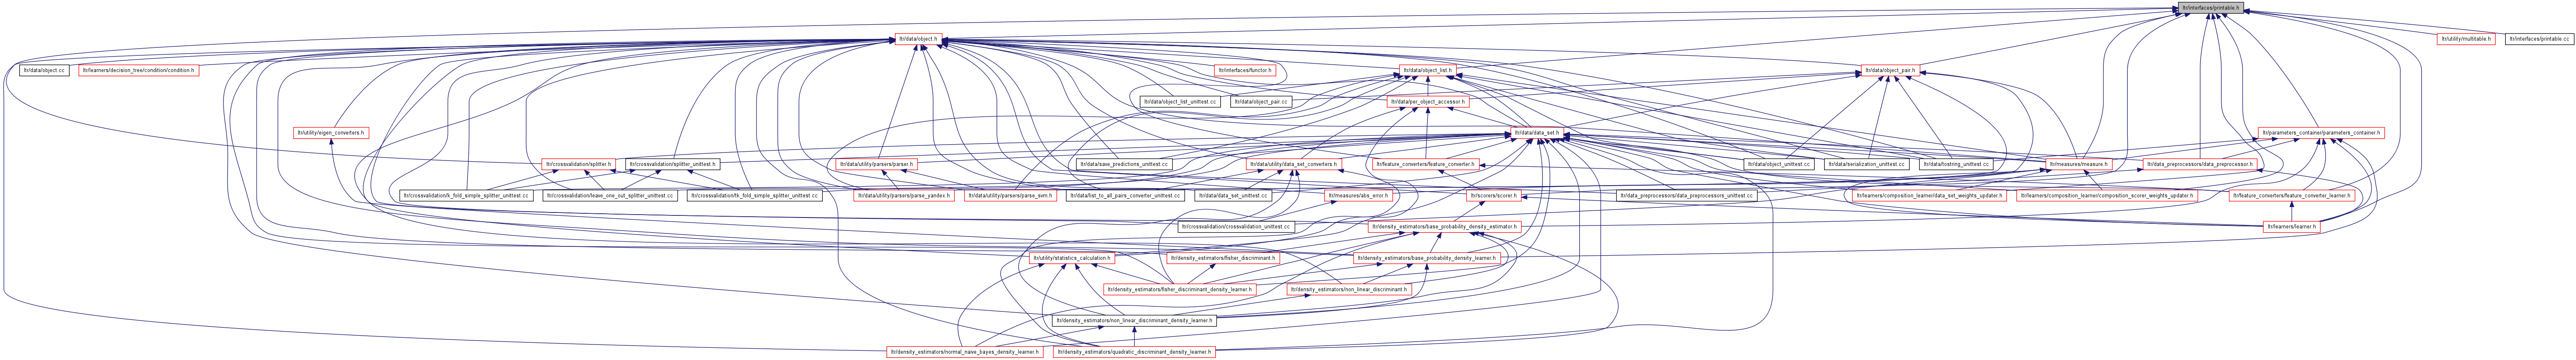 ltr/interfaces/printable.h
ltr/data/object.h
ltr/utility/multitable.h
ltr/interfaces/printable.cc
ltr/data/object.cc
ltr/learners/decision_tree/condition/condition.h
ltr/interfaces/functor.h
ltr/data/object_list.h
ltr/data/object_pair.h
ltr/data/object_list_unittest.cc
ltr/data/object_pair.cc
ltr/data/per_object_accessor.h
ltr/utility/eigen_converters.h
ltr/data/data_set.h
ltr/parameters_container/parameters_container.h
ltr/crossvalidation/splitter.h
ltr/crossvalidation/splitter_unittest.h
ltr/data/utility/parsers/parser.h
ltr/data/save_predictions_unittest.cc
ltr/data/utility/data_set_converters.h
ltr/feature_converters/feature_converter.h
ltr/data/object_unittest.cc
ltr/data/serialization_unittest.cc
ltr/data/tostring_unittest.cc
ltr/measures/measure.h
ltr/data_preprocessors/data_preprocessor.h
ltr/crossvalidation/k_fold_simple_splitter_unittest.cc
ltr/crossvalidation/leave_one_out_splitter_unittest.cc
ltr/crossvalidation/tk_fold_simple_splitter_unittest.cc
ltr/data/utility/parsers/parse_yandex.h
ltr/data/utility/parsers/parse_svm.h
ltr/data/list_to_all_pairs_converter_unittest.cc
ltr/data/data_set_unittest.cc
ltr/measures/abs_error.h
ltr/scorers/scorer.h
ltr/data_preprocessors/data_preprocessors_unittest.cc
ltr/learners/composition_learner/data_set_weights_updater.h
ltr/learners/composition_learner/composition_scorer_weights_updater.h
ltr/feature_converters/feature_converter_learner.h
ltr/crossvalidation/crossvalidation_unittest.cc
ltr/density_estimators/base_probability_density_estimator.h
ltr/learners/learner.h
ltr/utility/statistics_calculation.h
ltr/density_estimators/fisher_discriminant.h
ltr/density_estimators/base_probability_density_learner.h
ltr/density_estimators/fisher_discriminant_density_learner.h
ltr/density_estimators/non_linear_discriminant.h
ltr/density_estimators/non_linear_discriminant_density_learner.h
ltr/density_estimators/normal_naive_bayes_density_learner.h
ltr/density_estimators/quadratic_discriminant_density_learner.h